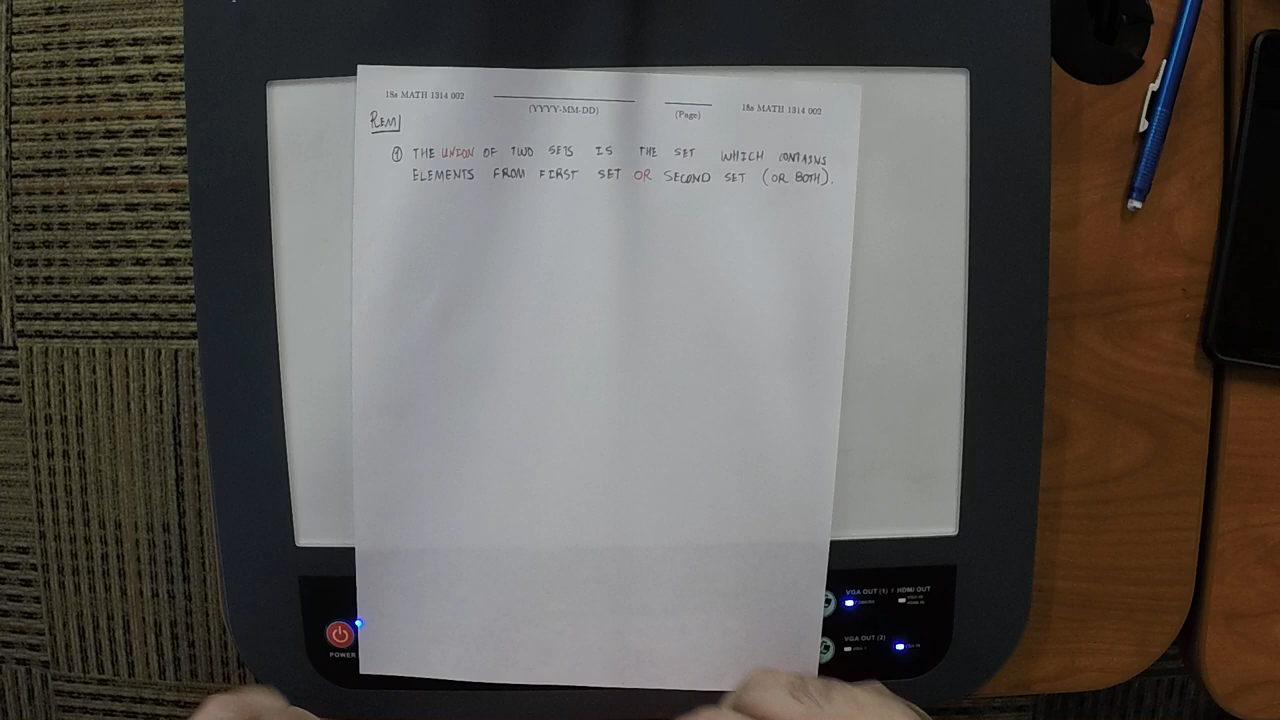 18s MATH 1314 002
(YYYY-MM-DD)
(Page)
18s MATH 1314 002
REM
① THE UNION OF TWO SETS IS THE SET WHICH CONTAINS
ELEMENTS FROM FIRST SET OR SECOND SET (OR BOTH).
VGA OUT (1) / HDMI OUT
VGA OUT (2)
POWER